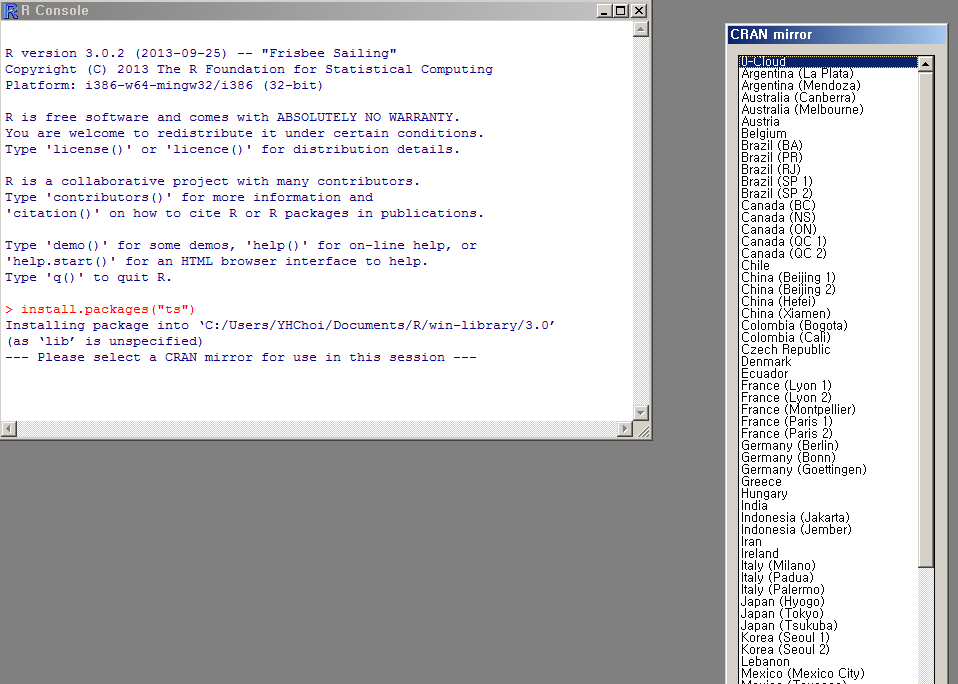 R Console
R version 3.0.2 (2013-09-25) -- "Frisbee Sailing"
Copyright (C) 2013 The R Foundation for Statistical Computing
Platform: i386-w64-mingw32/i386 (32-bit)
R is free software and comes with ABSOLUTELY NO WARRANTY.
You are welcome to redistribute it under certain conditions.
Type 'license()' or 'licence()' for distribution details.
R is a collaborative project with many contributors.
Type 'contributors()' for more information and
'citation()' on how to cite R or R packages in publications.
Type 'demo()' for some demos, 'help()' for on-line help, or
'help.start()' for an HTML browser interface to help.
Type 'q()' to quit R.
> install.packages("ts")
Installing package into ‘C:/Users/YHChoi/Documents/R/win-library/3.0’
(as ‘lib’ is unspecified)
--- Please select a CRAN mirror for use in this session ---
CRAN mirror
0-Cloud
Argentina (La Plata)
Argentina (Mendoza)
Australia (Canberra)
Australia (Melbourne)
Austria
Belgium
Brazil (BA)
Brazil (PR)
Brazil (RJ)
Brazil (SP 1)
Brazil (SP 2)
Canada (BC)
Canada (NS)
Canada (ON)
Canada (QC 1)
Canada (QC 2)
Chile
China (Beijing 1)
China (Beijing 2)
China (Hefei)
China (Xiamen)
Colombia (Bogota)
Colombia (Cali)
Czech Republic
Denmark
Ecuador
France (Lyon 1)
France (Lyon 2)
France (Montpellier)
France (Paris 1)
France (Paris 2)
Germany (Berlin)
Germany (Bonn)
Germany (Goettingen)
Greece
Hungary
India
Indonesia (Jakarta)
Indonesia (Jember)
Iran
Ireland
Italy (Milano)
Italy (Padua)
Italy (Palermo)
Japan (Hyogo)
Japan (Tokyo)
Japan (Tsukuba)
Korea (Seoul 1)
Korea (Seoul 2)
Lebanon
Mexico (Mexico City)